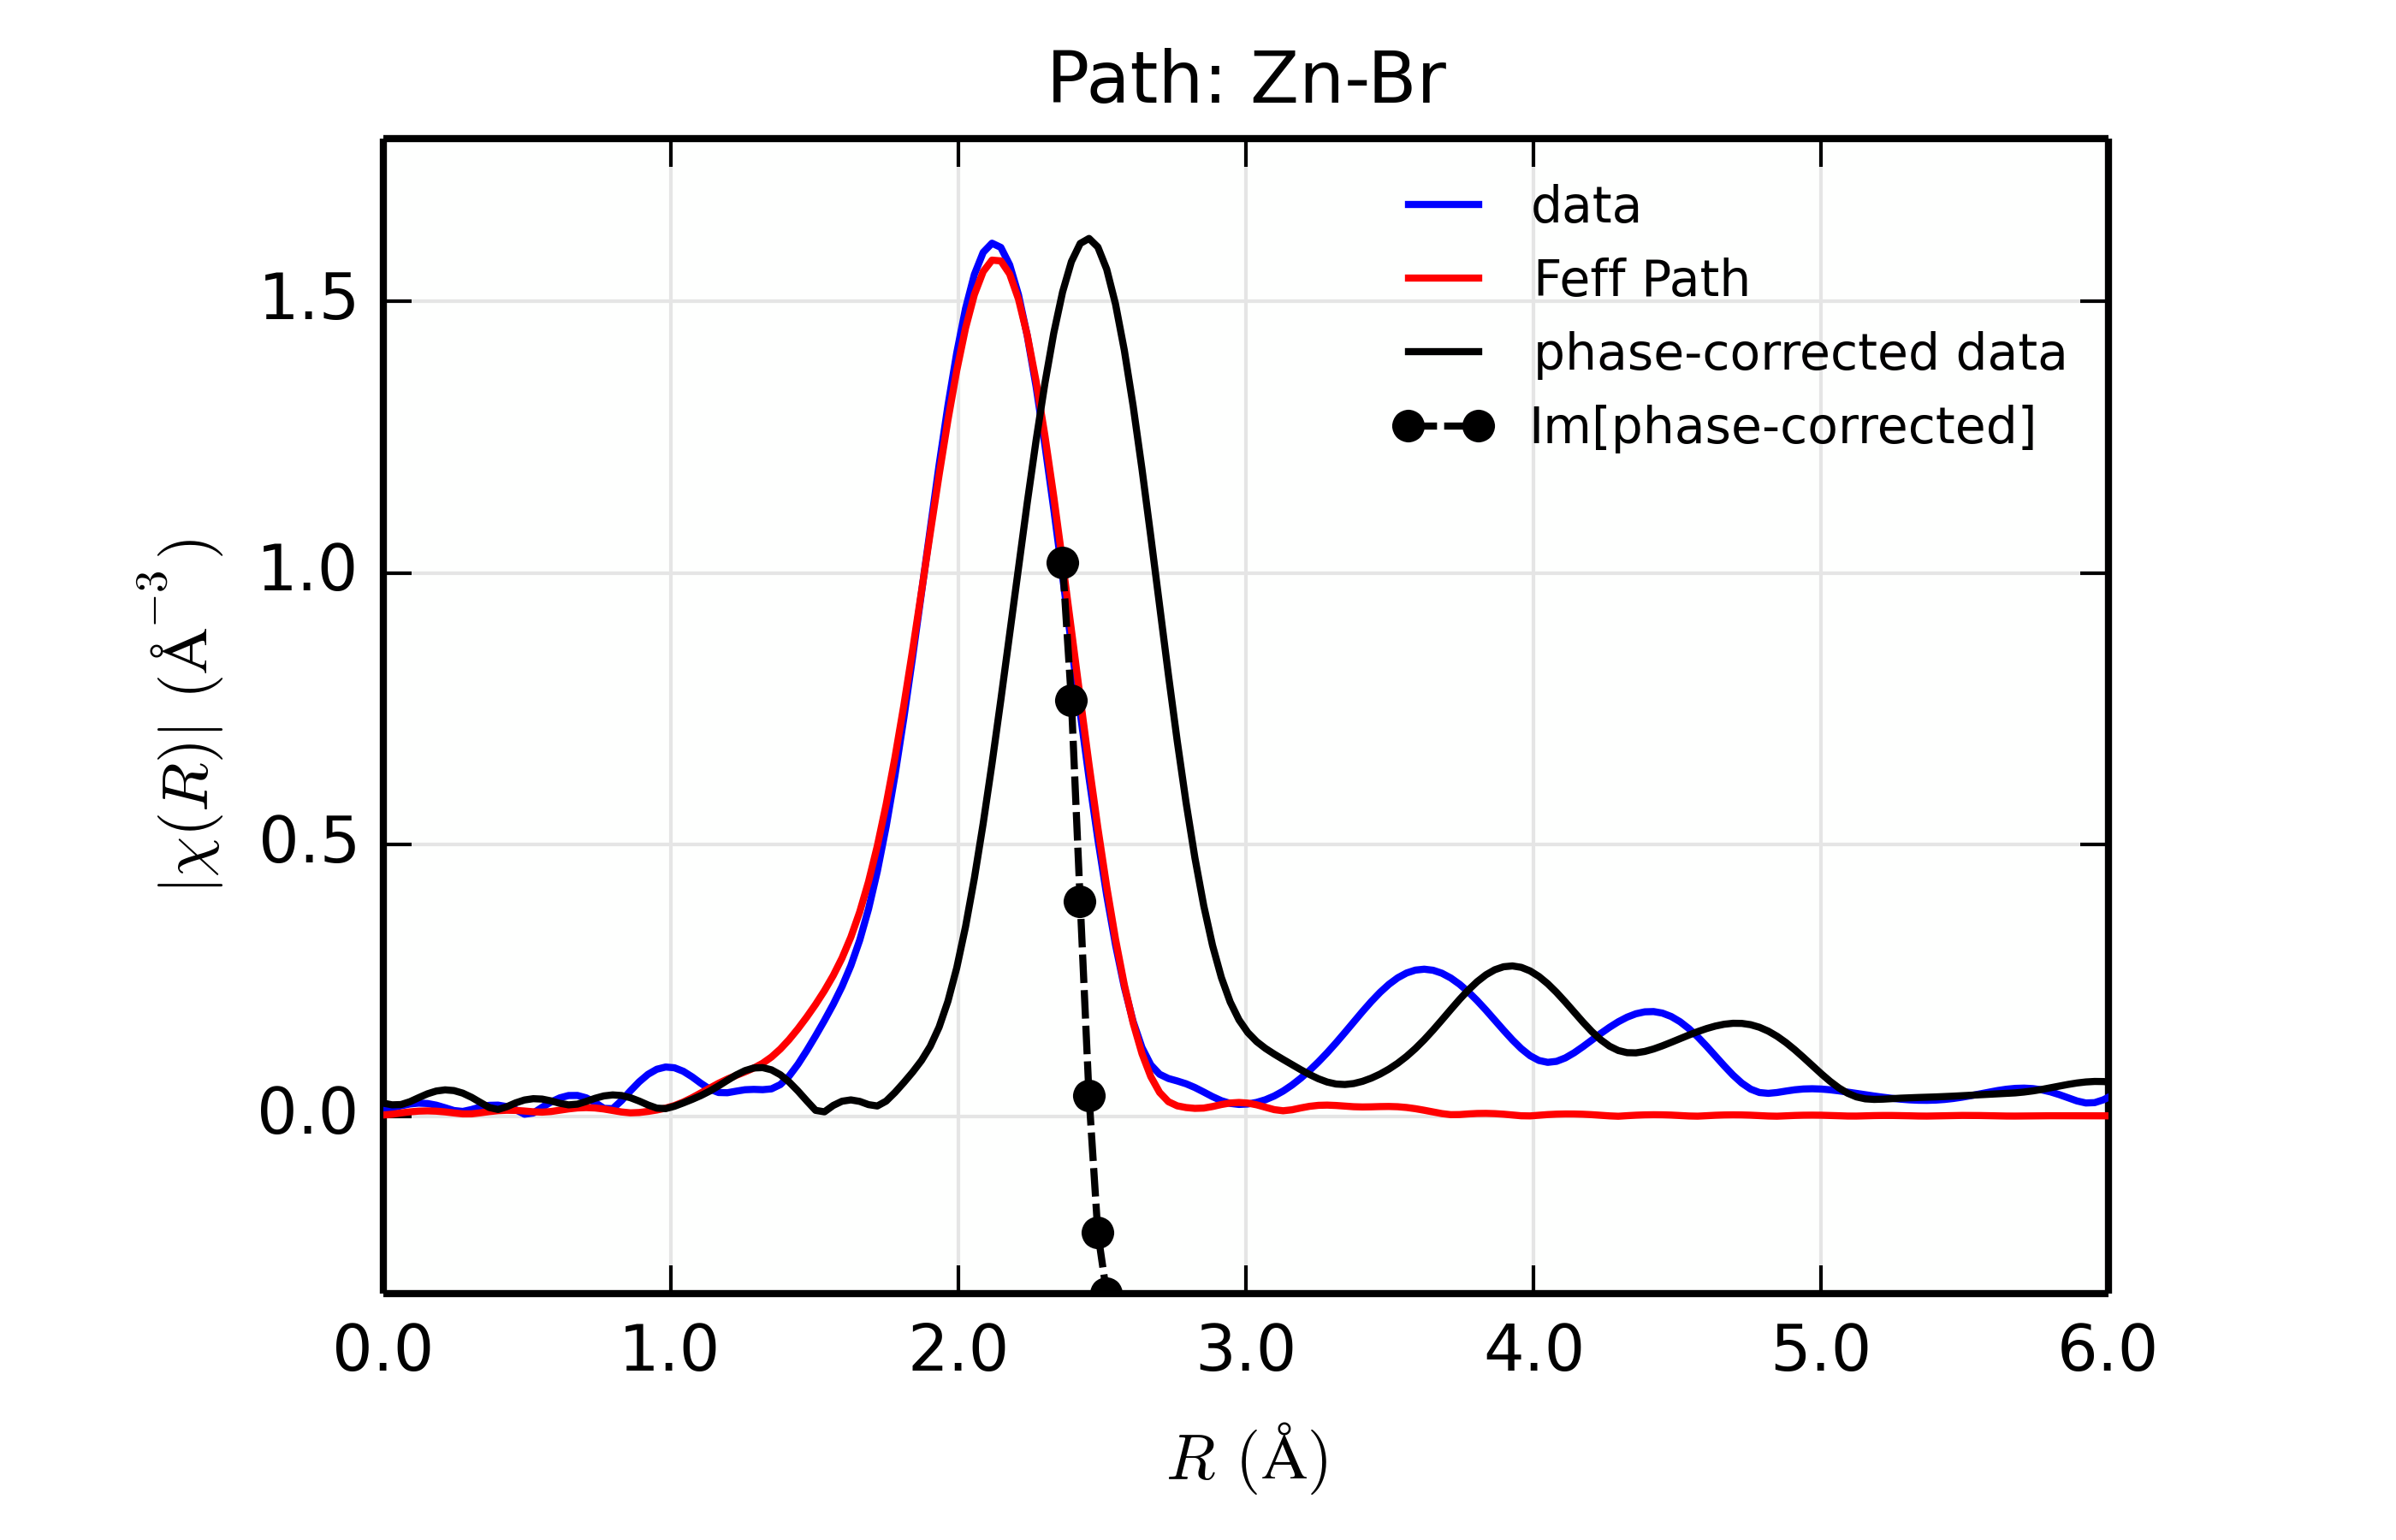 Path: Zn-Br
data
Feff Path
phase-corrected data
Im[phase-corrected]
1.5
1.0
0.5
0.0
|χ(R)| (Å⁻³)
0.0 1.0 2.0 3.0 4.0 5.0 6.0
R (Å)